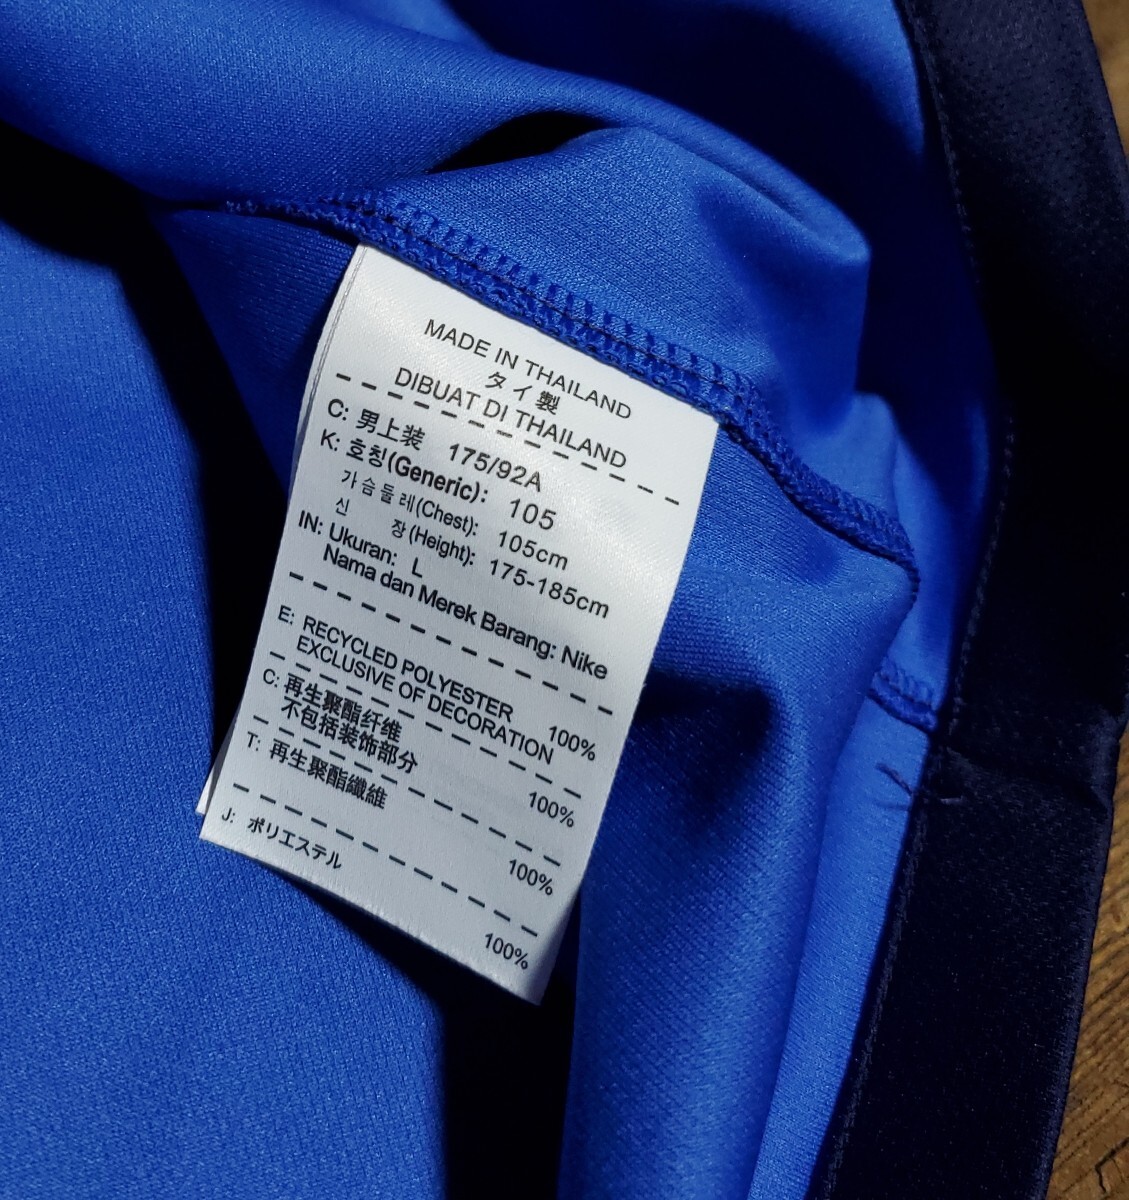 MADE IN THAILAND
タイ製
DIBUAT DI THAILAND
C: 男上装 175/92A
K: 호칭(Generic): 105
가슴둘레(Chest): 105cm
신 장(Height): 175-185cm
IN: Ukuran: L
Nama dan Merek Barang: Nike
E: RECYCLED POLYESTER 100%
EXCLUSIVE OF DECORATION
C: 再生聚酯纤维 100%
不包括装饰部分
T: 再生聚酯纖維 100%
J: ポリエステル 100%